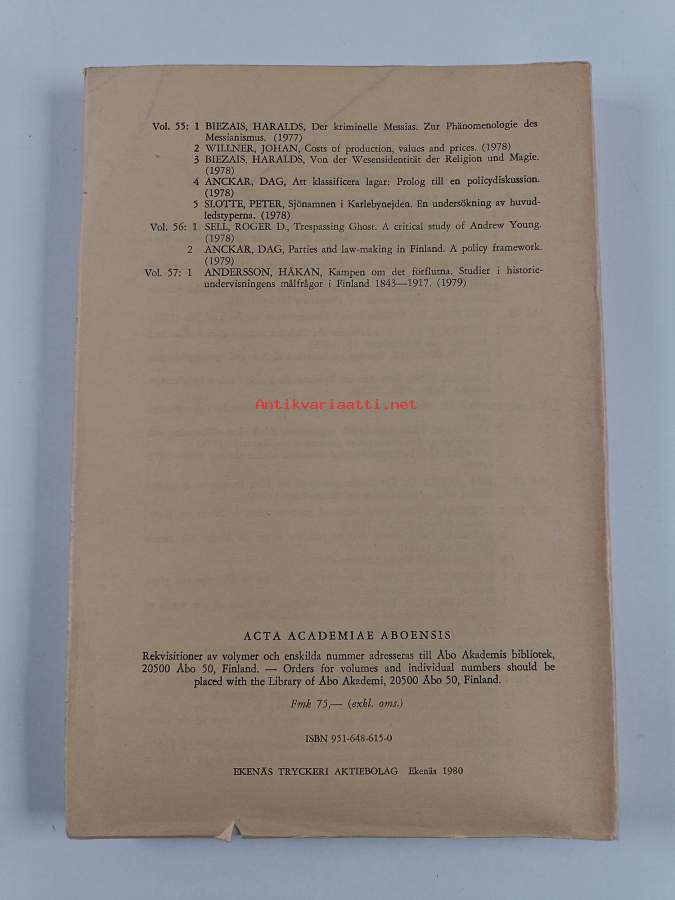 Vol. 55: 1 BIEZAIS, HARALDS, Der kriminelle Messias. Zur Phänomenologie des
Messianismus. (1977)
2 WILLNER, JOHAN, Costs of production, values and prices. (1978)
3 BIEZAIS, HARALDS, Von der Wesensidentität der Religion und Magie.
(1978)
4 ANCKAR, DAG, Att klassificera lagar: Prolog till en policydiskussion.
(1978)
5 SLOTTE, PETER, Sjönamnen i Karlebynejden. En undersökning av huvud-
ledstyperna. (1978)
Vol. 56: 1 SELL, ROGER D., Trespassing Ghost. A critical study of Andrew Young.
(1978)
2 ANCKAR, DAG, Parties and law-making in Finland. A policy framework.
(1979)
Vol. 57: 1 ANDERSSON, HÅKAN, Kampen om det förflutna. Studier i historie-
undervisningens målfrågor i Finland 1843—1917. (1979)
Antikvariaatti.net
ACTA ACADEMIAE ABOENSIS
Rekvisitioner av volymer och enskilda nummer adresseras till Åbo Akademis bibliotek,
20500 Åbo 50, Finland. — Orders for volumes and individual numbers should be
placed with the Library of Åbo Akademi, 20500 Åbo 50, Finland.
Fmk 75,— (exkl. oms.)
ISBN 951-648-615-0
EKENÄS TRYCKERI AKTIEBOLAG Ekenäs 1980